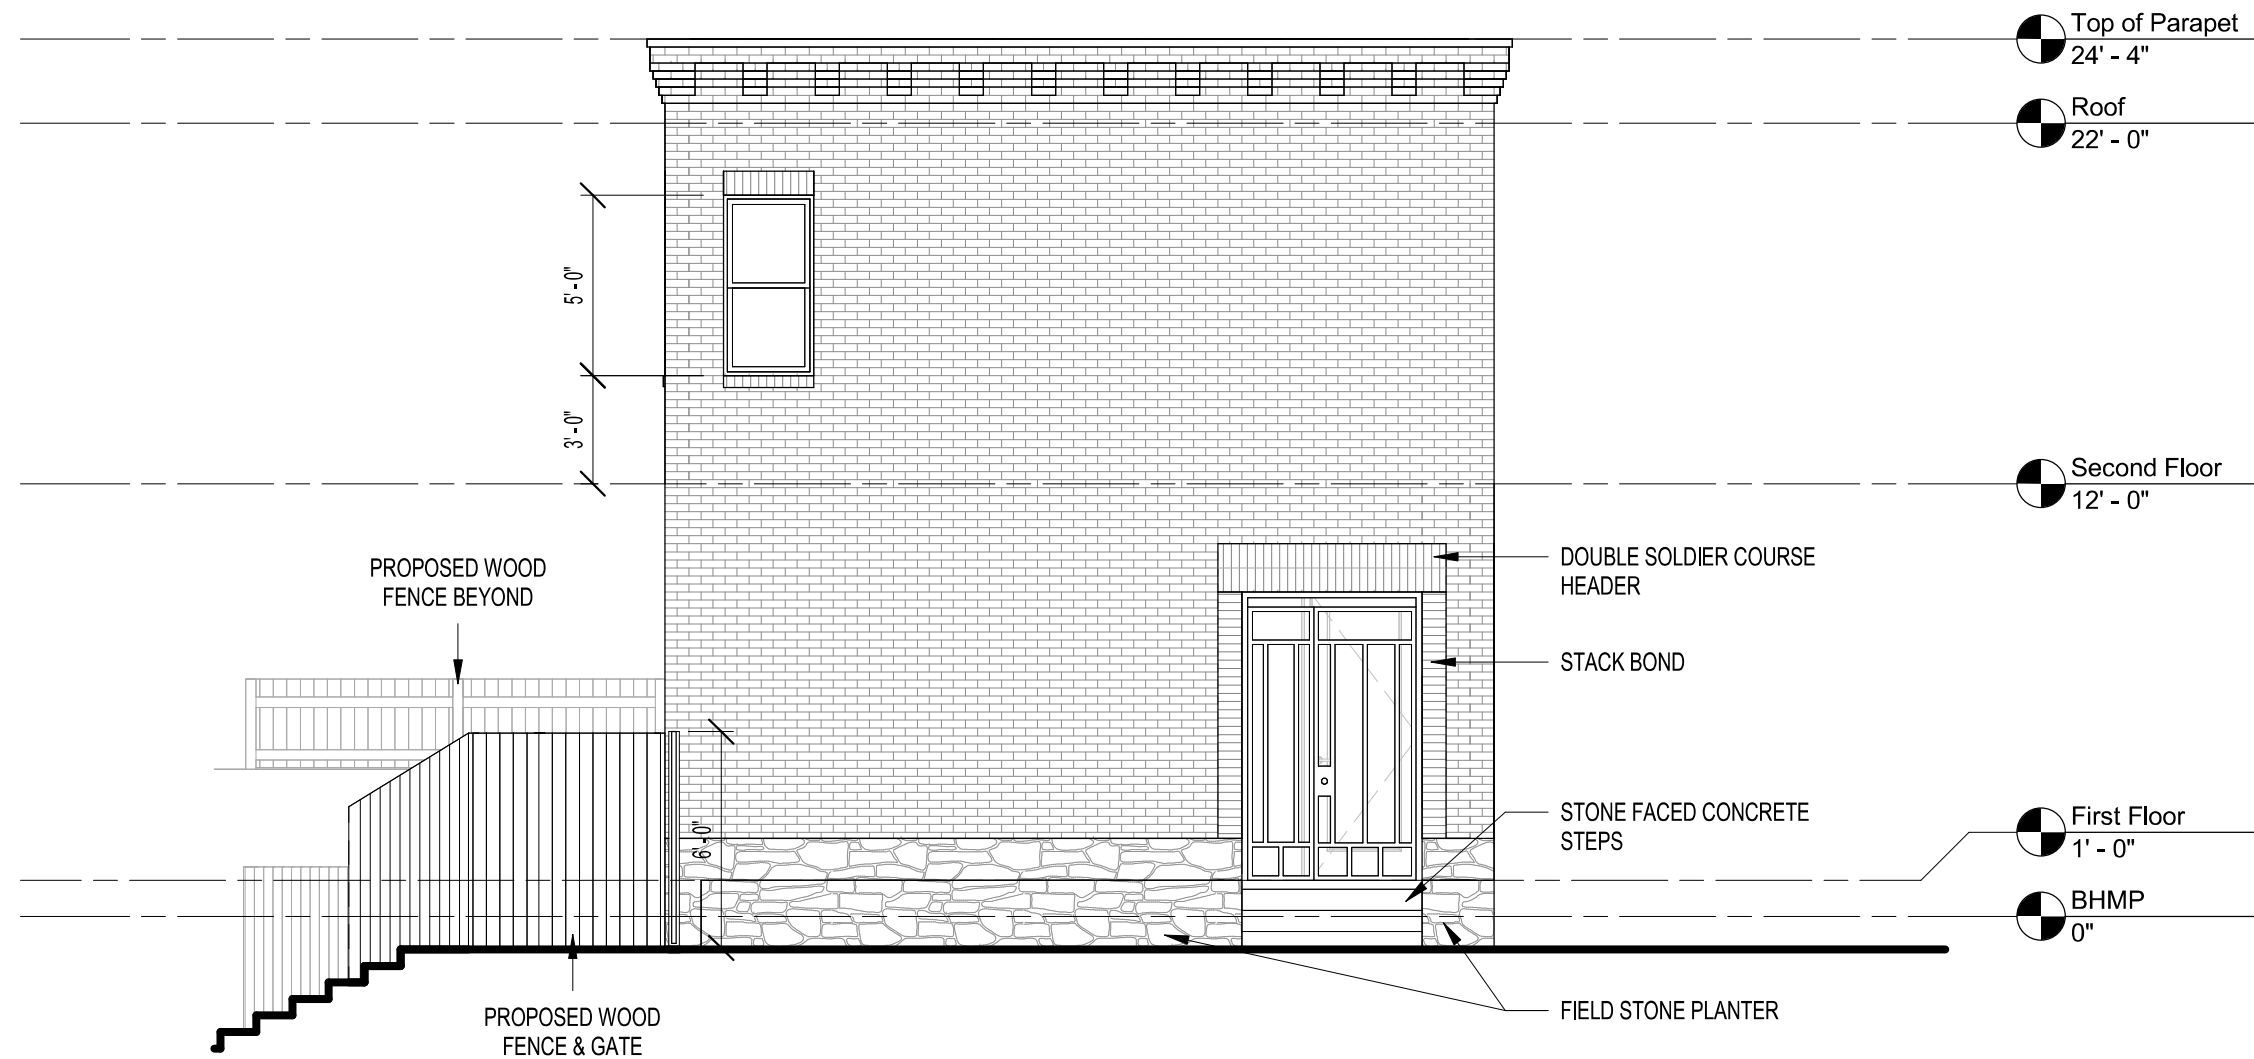 Top of Parapet
24' - 4"
Roof
22' - 0"
5' - 0"
3' - 0"
Second Floor
12' - 0"
PROPOSED WOOD
FENCE BEYOND
DOUBLE SOLDIER COURSE
HEADER
STACK BOND
6' - 0"
STONE FACED CONCRETE
STEPS
First Floor
1' - 0"
BHMP
0"
PROPOSED WOOD
FENCE & GATE
FIELD STONE PLANTER